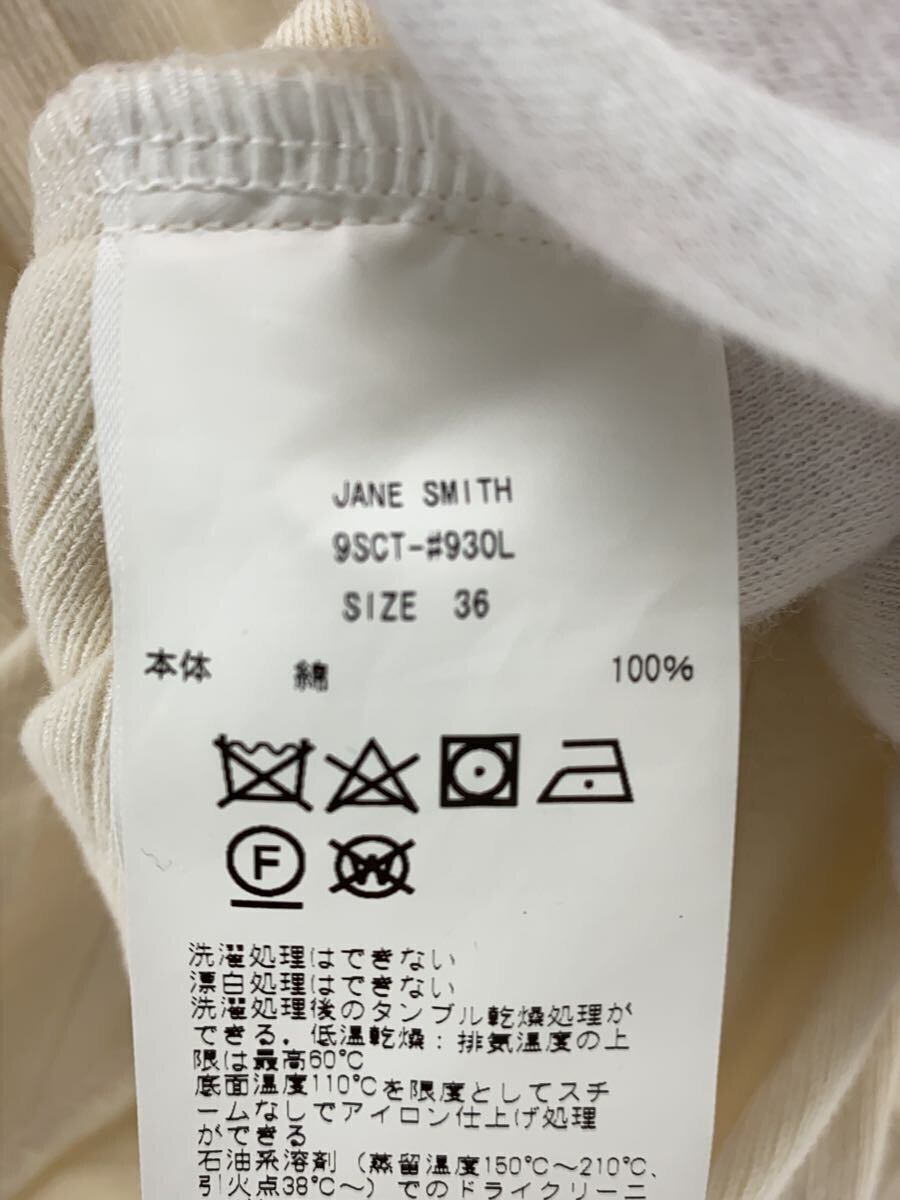 JANE SMITH
9SCT-#930L
SIZE 36
本体 綿 100%
F
W
洗濯処理はできない
漂白処理はできない
洗濯処理後のタンブル乾燥処理が
できる．低温乾燥：排気温度の上
限は最高60℃
底面温度110℃を限度としてスチ
ームなしでアイロン仕上げ処理
ができる
石油系溶剤（蒸留温度150℃～210℃、
引火点38℃～）でのドライクリーニ